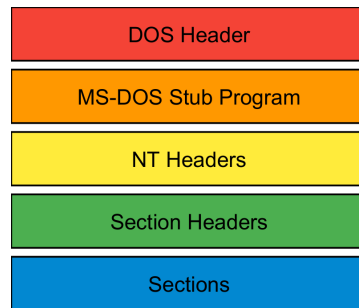 DOS Header
MS-DOS Stub Program
NT Headers
Section Headers
Sections